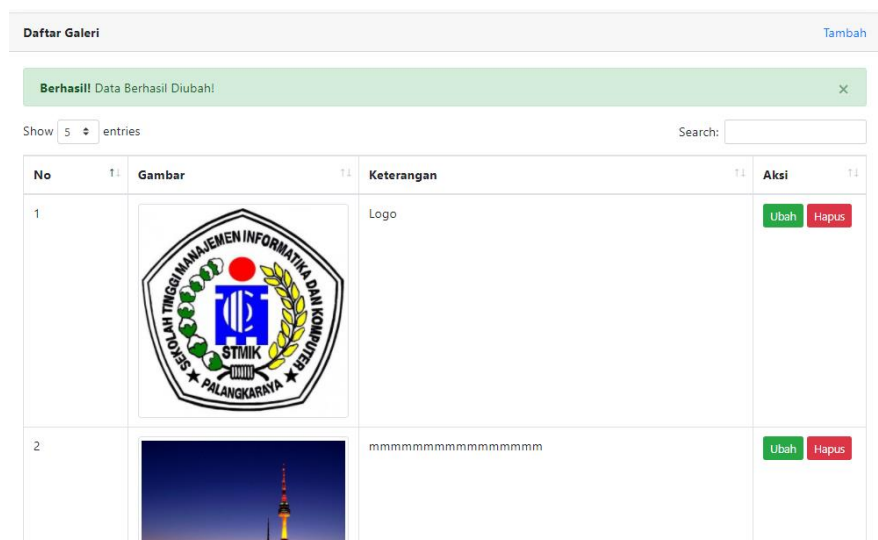 Daftar Galeri
Tambah
Berhasil! Data Berhasil Diubah!
×
Show 5 entries
Search:
No Gambar Keterangan Aksi
1
SEKOLAH TINGGI MANAJEMEN INFORMATIKA DAN KOMPUTER
STMIK
PALANGKARAYA
Logo
Ubah Hapus
2
mmmmmmmmmmmmmmmm
Ubah Hapus